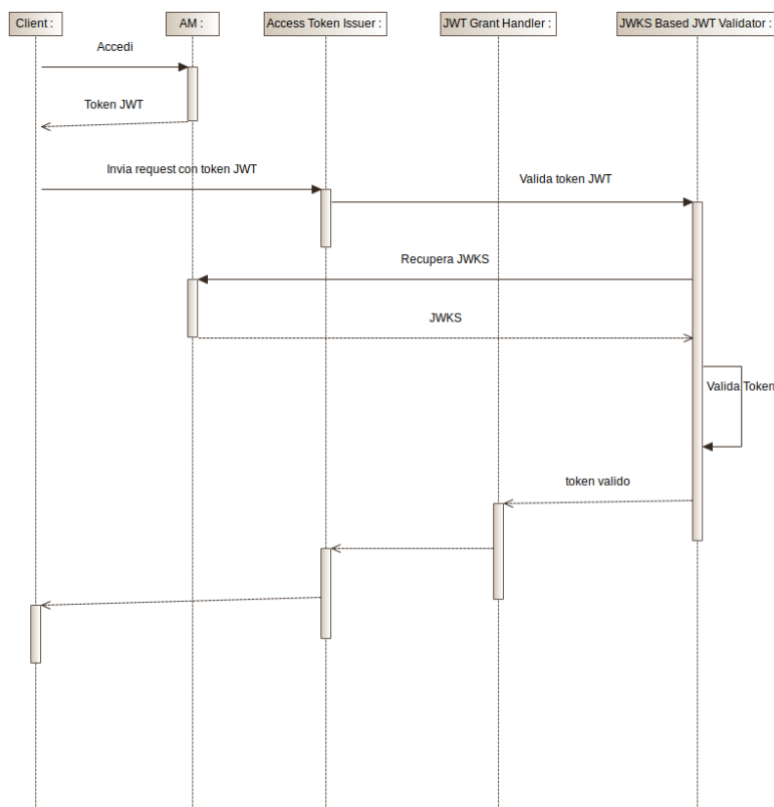 Client :
AM :
Access Token Issuer :
JWT Grant Handler :
JWKS Based JWT Validator :
Accedi
Token JWT
Invia request con token JWT
Valida token JWT
Recupera JWKS
JWKS
Valida Token
token valido